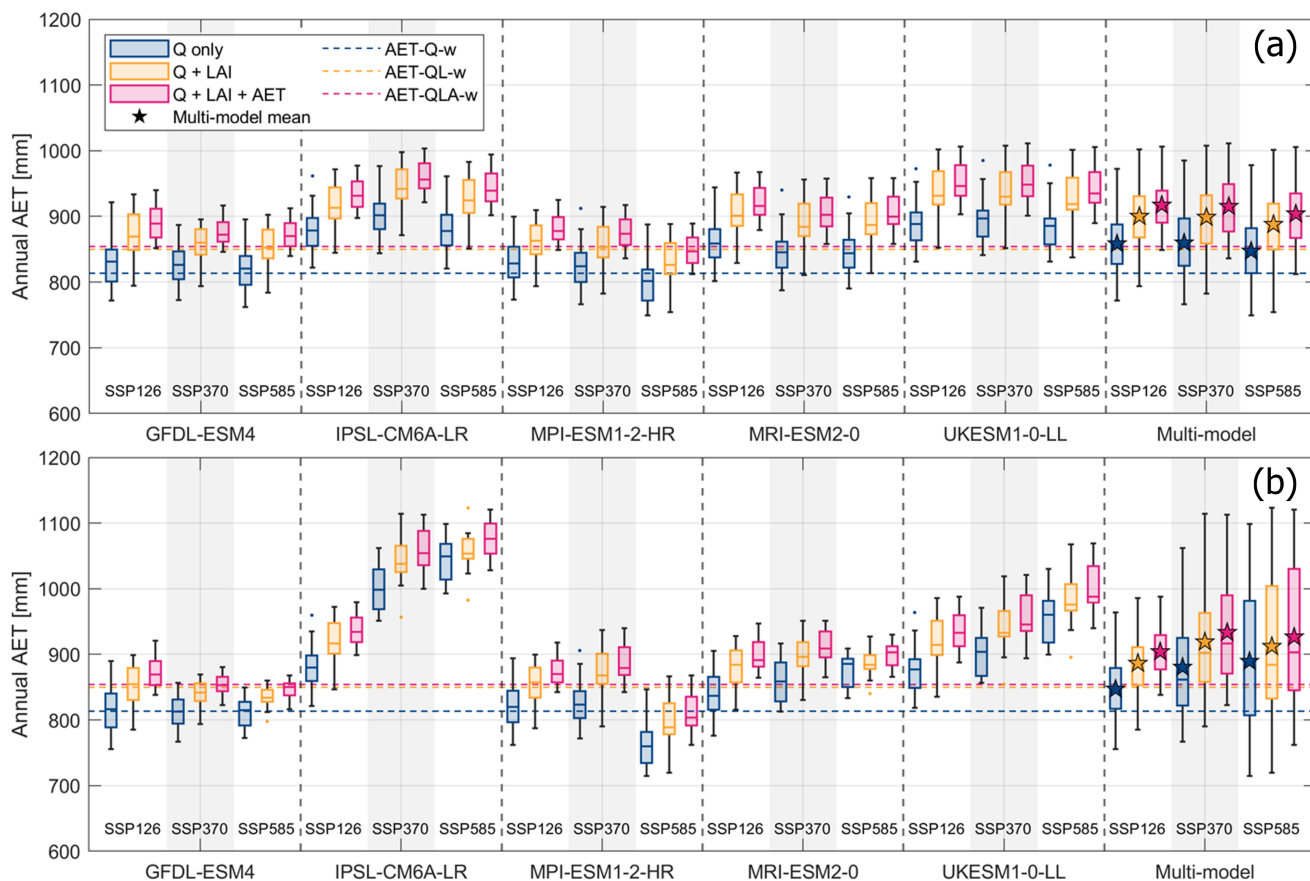 1200
1100
1000
900
800
700
600
Annual AET [mm]
Q only
Q + LAI
Q + LAI + AET
Multi-model mean
AET-Q-w
AET-QL-w
AET-QLA-w
(a)
SSP126 SSP370 SSP585 SSP126 SSP370 SSP585 SSP126 SSP370 SSP585 SSP126 SSP370 SSP585 SSP126 SSP370 SSP585 SSP126 SSP370 SSP585
GFDL-ESM4 IPSL-CM6A-LR MPI-ESM1-2-HR MRI-ESM2-0 UKESM1-0-LL Multi-model
1200
1100
1000
900
800
700
600
Annual AET [mm]
(b)
SSP126 SSP370 SSP585 SSP126 SSP370 SSP585 SSP126 SSP370 SSP585 SSP126 SSP370 SSP585 SSP126 SSP370 SSP585 SSP126 SSP370 SSP585
GFDL-ESM4 IPSL-CM6A-LR MPI-ESM1-2-HR MRI-ESM2-0 UKESM1-0-LL Multi-model